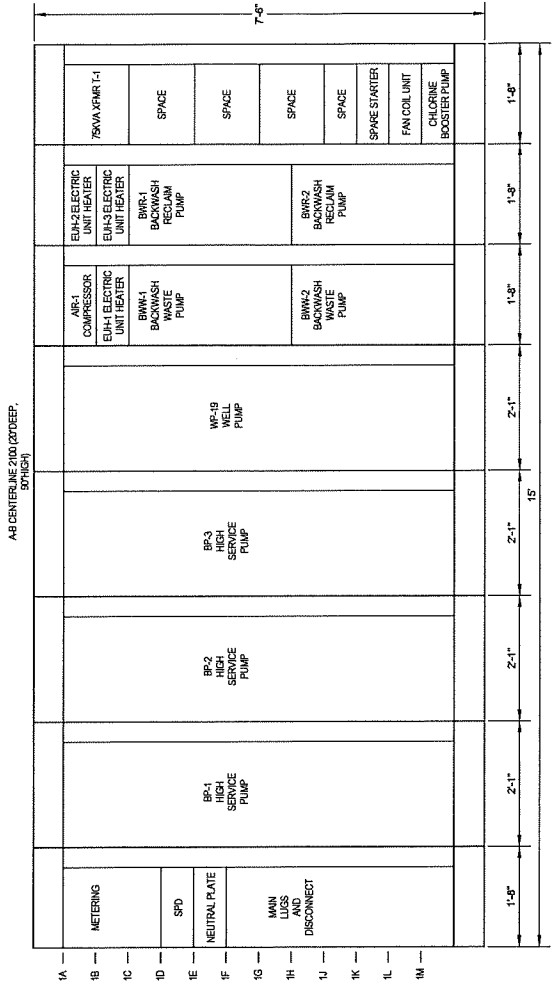 A-B CENTERLINE 2100 (20"DEEP,
90"HIGH)
1A
1B
1C
1D
1E
1F
1G
1H
1J
1K
1L
1M
METERING
SPD
NEUTRAL PLATE
MAIN
LUGS
AND
DISCONNECT
BP-1
HIGH
SERVICE
PUMP
BP-2
HIGH
SERVICE
PUMP
BP-3
HIGH
SERVICE
PUMP
WP-19
WELL
PUMP
AIR-1
COMPRESSOR
EUH-1 ELECTRIC
UNIT HEATER
BWW-1
BACKWASH
WASTE
PUMP
BWW-2
BACKWASH
WASTE
PUMP
EUH-2 ELECTRIC
UNIT HEATER
EUH-3 ELECTRIC
UNIT HEATER
BWR-1
BACKWASH
RECLAIM
PUMP
BWR-2
BACKWASH
RECLAIM
PUMP
75KVA XFMR T-1
SPACE
SPACE
SPACE
SPACE
SPARE STARTER
FAN COIL UNIT
CHLORINE
BOOSTER PUMP
7'-6"
1'-8"
2'-1"
2'-1"
2'-1"
2'-1"
1'-8"
1'-8"
1'-8"
15'